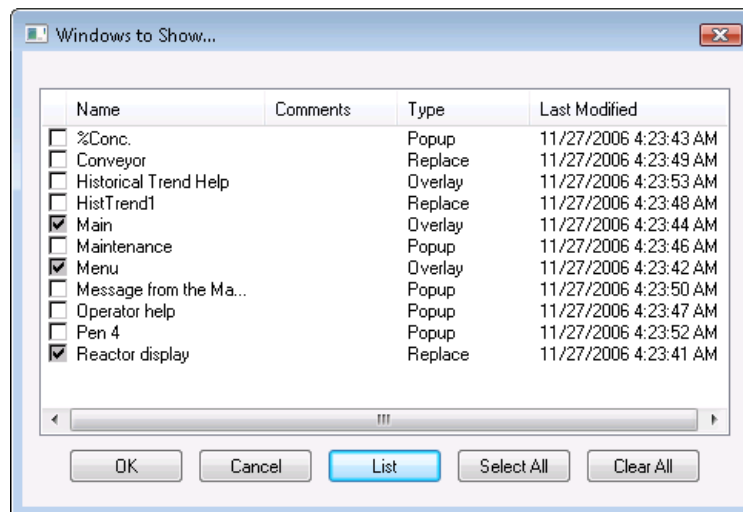 Windows to Show...
Name Comments Type Last Modified
%Conc. Popup 11/27/2006 4:23:43 AM
Conveyor Replace 11/27/2006 4:23:49 AM
Historical Trend Help Overlay 11/27/2006 4:23:53 AM
HistTrend1 Replace 11/27/2006 4:23:48 AM
Main Overlay 11/27/2006 4:23:44 AM
Maintenance Popup 11/27/2006 4:23:46 AM
Menu Overlay 11/27/2006 4:23:42 AM
Message from the Ma... Popup 11/27/2006 4:23:50 AM
Operator help Popup 11/27/2006 4:23:47 AM
Pen 4 Popup 11/27/2006 4:23:52 AM
Reactor display Replace 11/27/2006 4:23:41 AM
OK Cancel List Select All Clear All